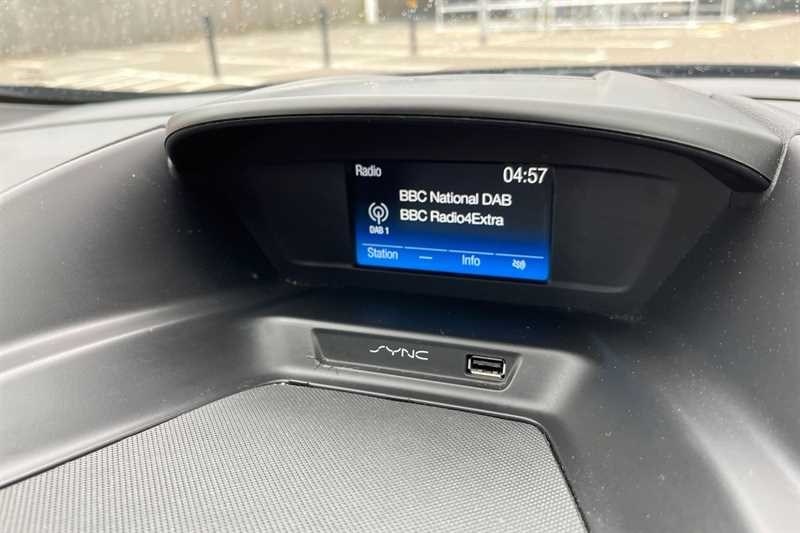 Radio 04:57
BBC National DAB
BBC Radio4Extra
DAB 1
Station — Info
SYNC